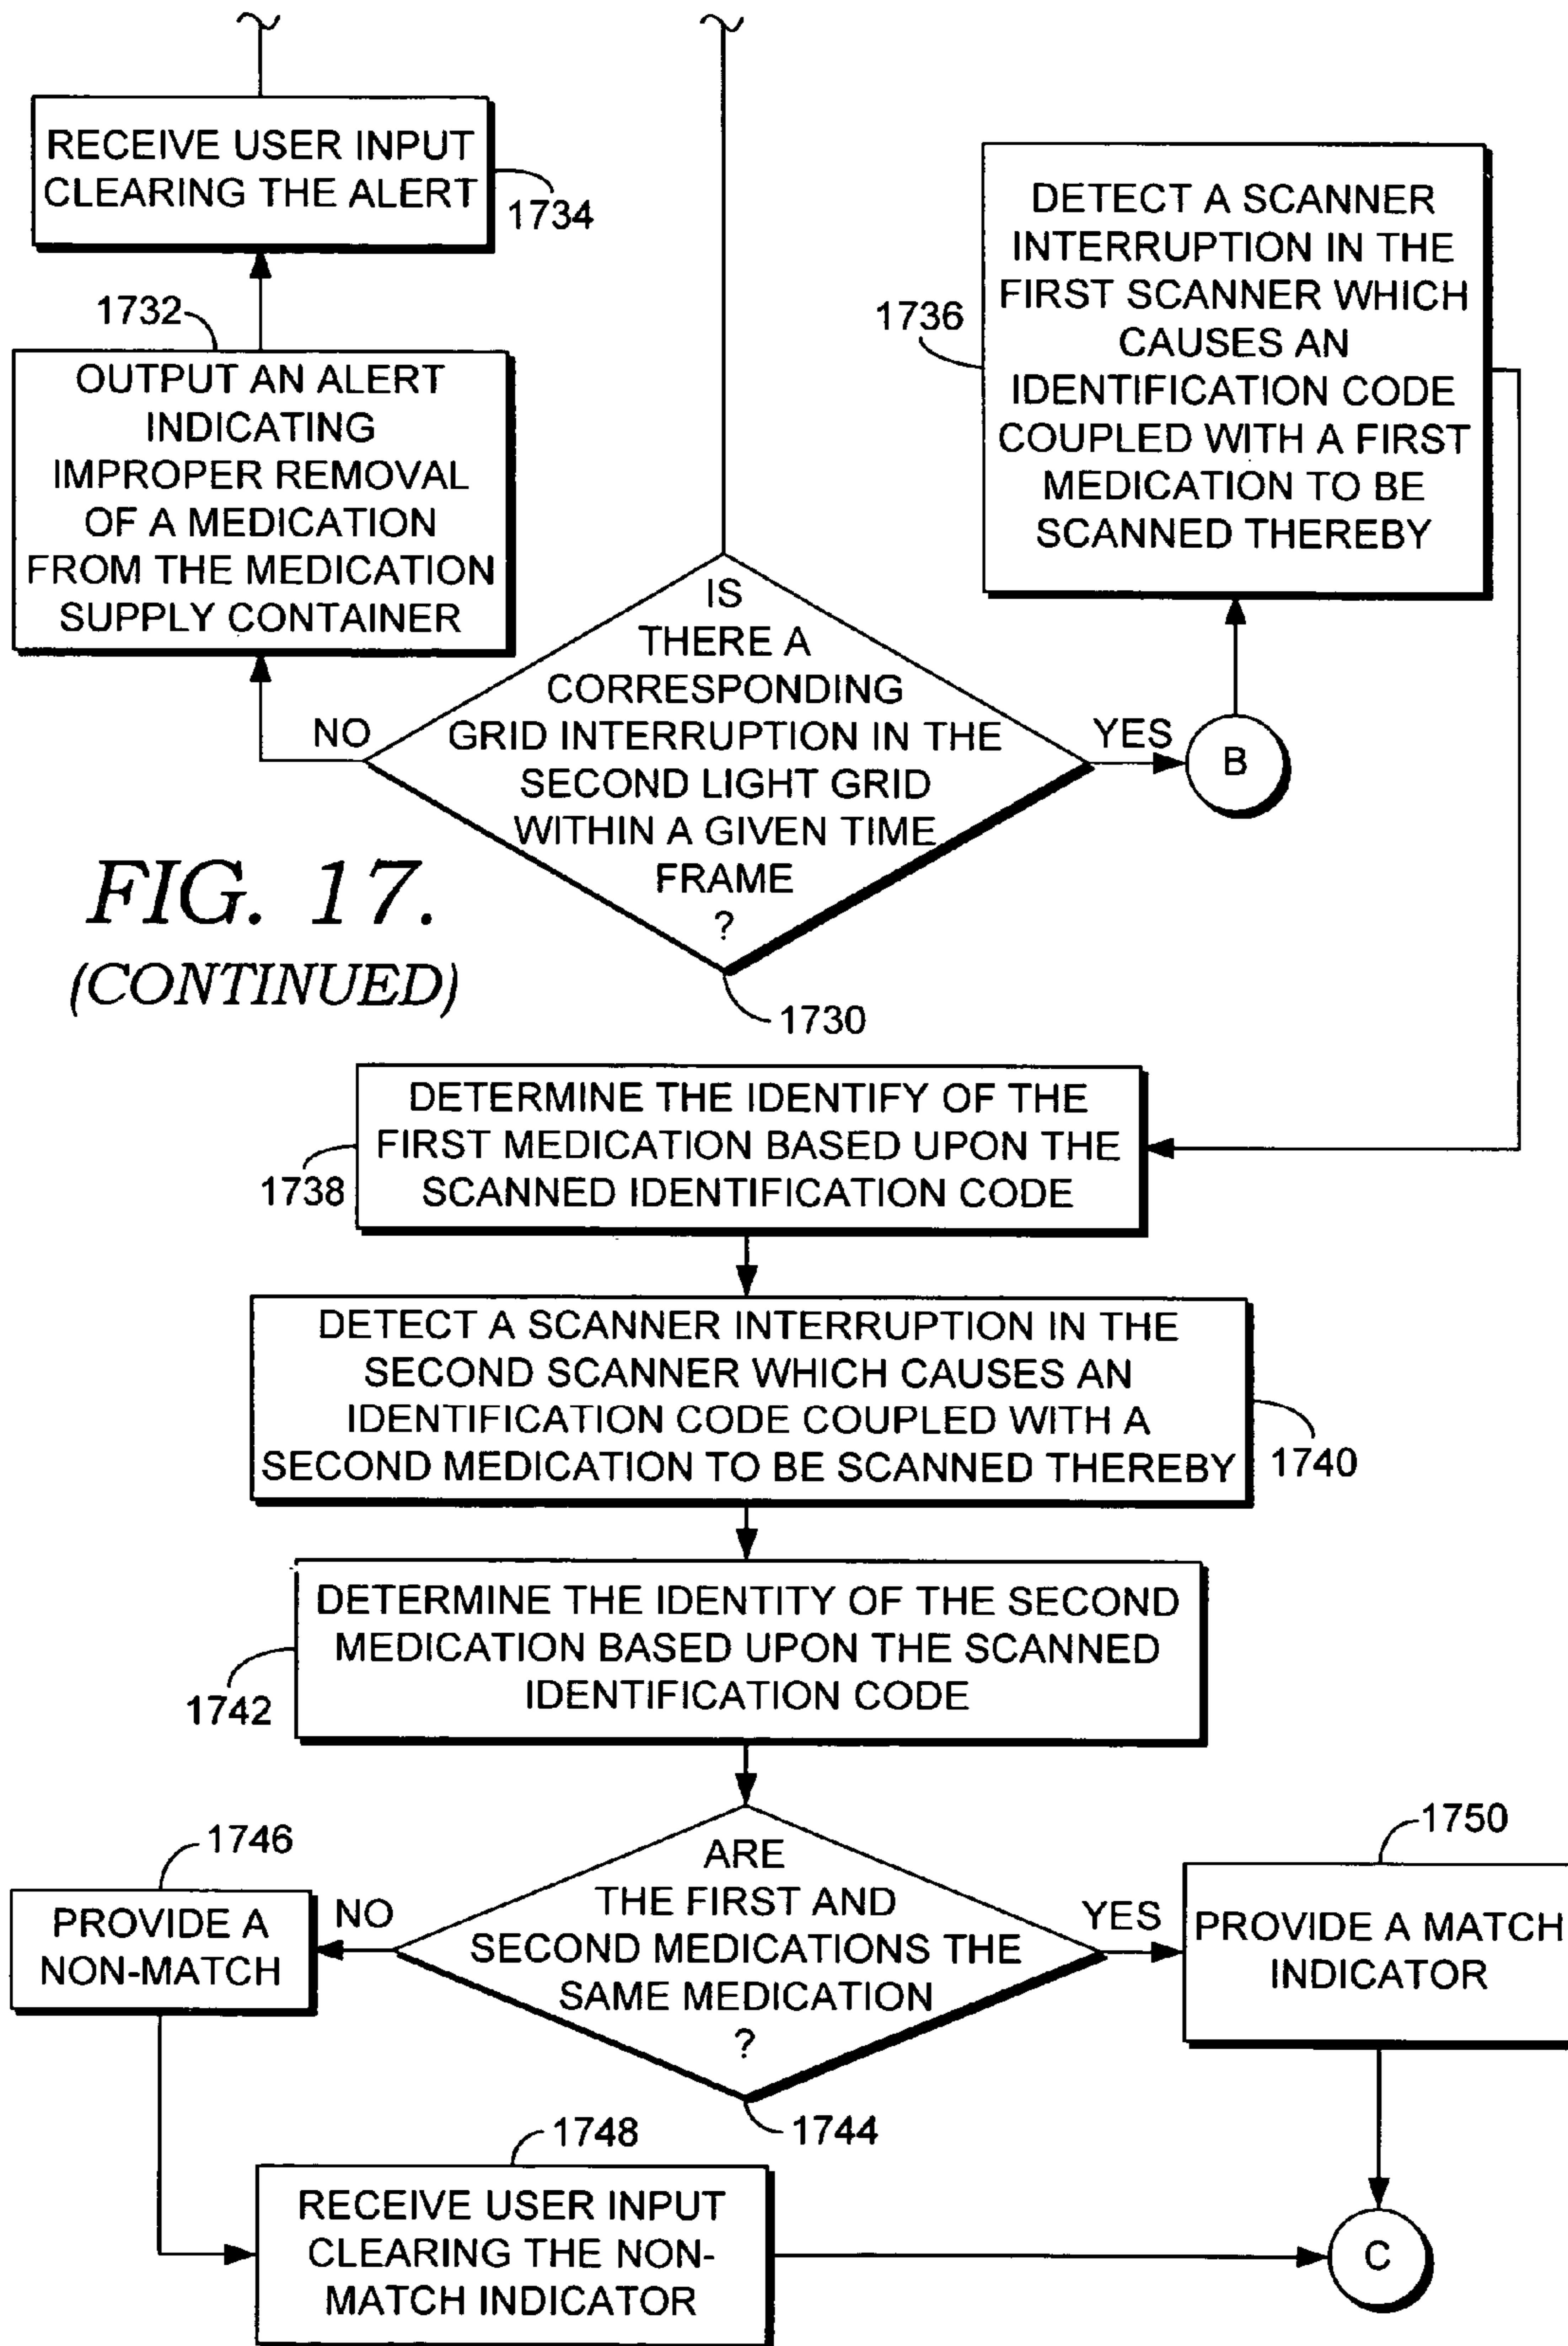 RECEIVE USER INPUT
CLEARING THE ALERT
1734
1732
OUTPUT AN ALERT
INDICATING
IMPROPER REMOVAL
OF A MEDICATION
FROM THE MEDICATION
SUPPLY CONTAINER
DETECT A SCANNER
INTERRUPTION IN THE
FIRST SCANNER WHICH
CAUSES AN
IDENTIFICATION CODE
COUPLED WITH A FIRST
MEDICATION TO BE
SCANNED THEREBY
1736
IS
THERE A
CORRESPONDING
GRID INTERRUPTION IN THE
SECOND LIGHT GRID
WITHIN A GIVEN TIME
FRAME
?
NO
YES
B
1730
FIG. 17.
(CONTINUED)
DETERMINE THE IDENTIFY OF THE
FIRST MEDICATION BASED UPON THE
SCANNED IDENTIFICATION CODE
1738
DETECT A SCANNER INTERRUPTION IN THE
SECOND SCANNER WHICH CAUSES AN
IDENTIFICATION CODE COUPLED WITH A
SECOND MEDICATION TO BE SCANNED THEREBY
1740
DETERMINE THE IDENTITY OF THE SECOND
MEDICATION BASED UPON THE SCANNED
IDENTIFICATION CODE
1742
ARE
THE FIRST AND
SECOND MEDICATIONS THE
SAME MEDICATION
?
1744
NO
YES
1746
PROVIDE A
NON-MATCH
1750
PROVIDE A MATCH
INDICATOR
1748
RECEIVE USER INPUT
CLEARING THE NON-
MATCH INDICATOR
C